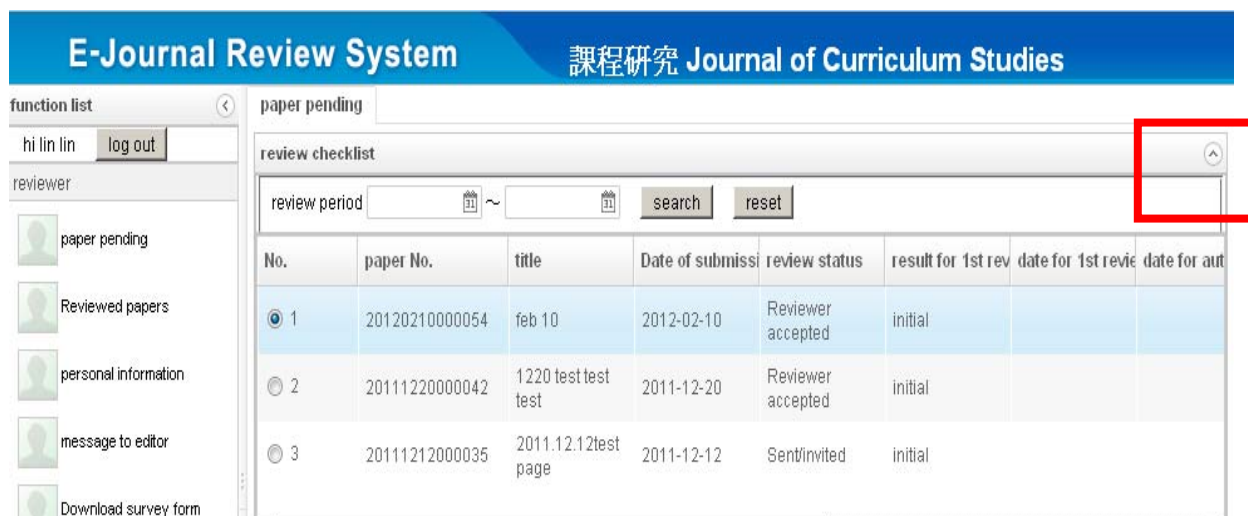 E-Journal Review System
課程研究 Journal of Curriculum Studies
function list
paper pending
hi lin lin log out
review checklist
reviewer
review period 31 ~ 31 search reset
paper pending
Reviewed papers
personal information
message to editor
Download survey form
No. paper No. title Date of submissi review status result for 1st rev date for 1st revie date for aut
1 20120210000054 feb 10 2012-02-10 Reviewer accepted initial
2 20111220000042 1220 test test test 2011-12-20 Reviewer accepted initial
3 20111212000035 2011.12.12test page 2011-12-12 Sent/invited initial